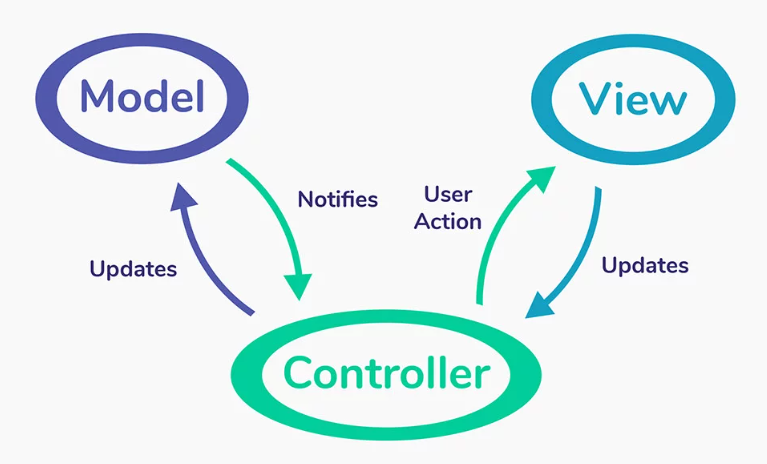 Model
View
Notifies
User
Action
Updates
Updates
Controller